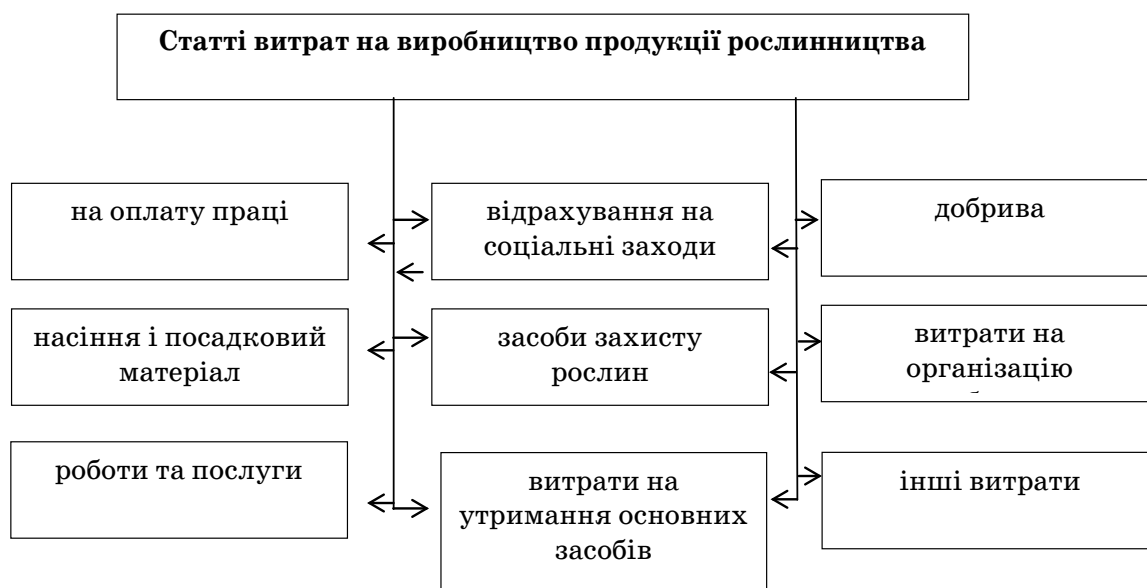 Статті витрат на виробництво продукції рослинництва
на оплату праці
відрахування на
соціальні заходи
добрива
насіння і посадковий
матеріал
засоби захисту
рослин
витрати на
організацію
роботи та послуги
витрати на
утримання основних
засобів
інші витрати